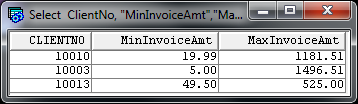 Select ClientNo, "MinInvoiceAmt","Ma...
CLIENTNO MinInvoiceAmt MaxInvoiceAmt
10010 19.99 1181.51
10003 5.00 1496.51
10013 49.50 525.00